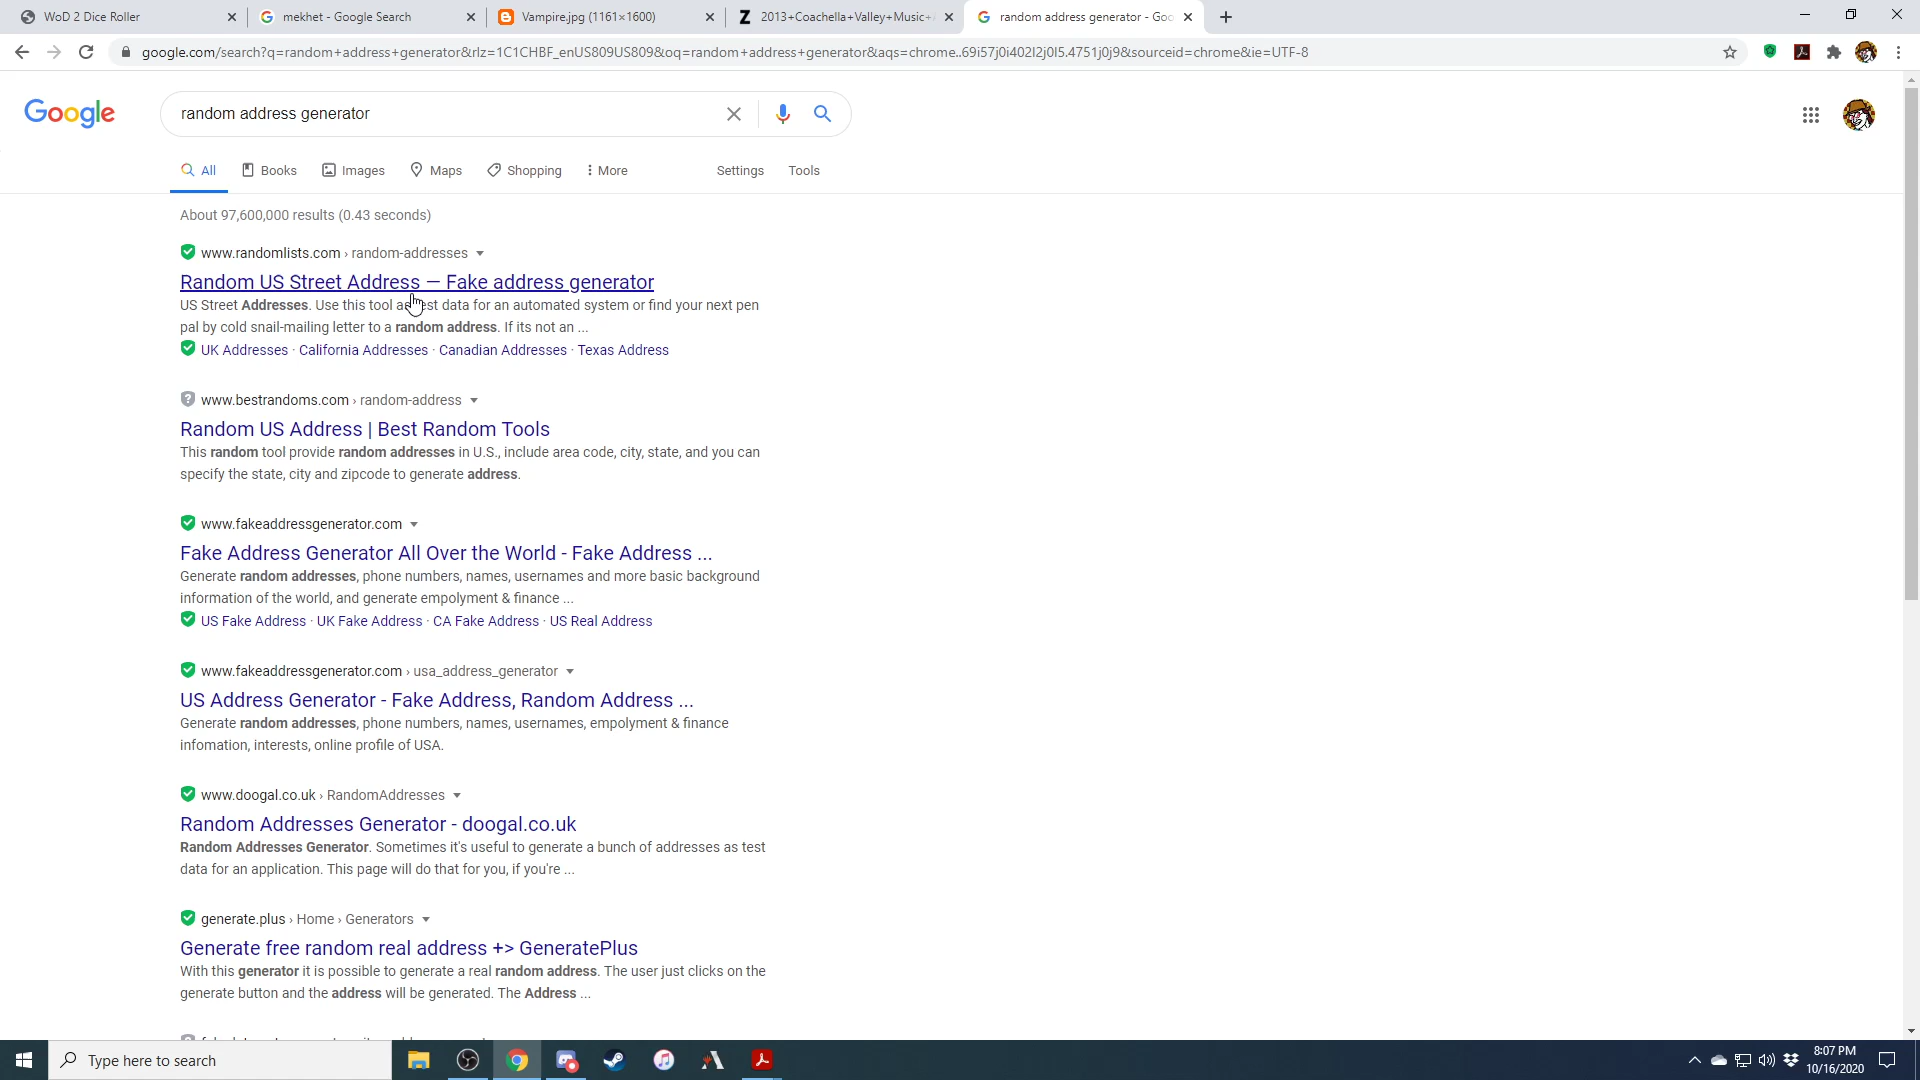 WoD 2 Dice Roller
mekhet - Google Search
Vampire.jpg (1161×1600)
2013+Coachella+Valley+Music+
random address generator - Goo
google.com/search?q=random+address+generator&rlz=1C1CHBF_enUS809US809&oq=random+address+generator&aqs=chrome..69i57j0i402l2j0l5.4751j0j9&sourceid=chrome&ie=UTF-8
Google
random address generator
All
Books
Images
Maps
Shopping
More
Settings
Tools
About 97,600,000 results (0.43 seconds)
www.randomlists.com › random-addresses
Random US Street Address — Fake address generator
US Street Addresses. Use this tool as test data for an automated system or find your next pen
pal by cold snail-mailing letter to a random address. If its not an ...
UK Addresses · California Addresses · Canadian Addresses · Texas Address
www.bestrandoms.com › random-address
Random US Address | Best Random Tools
This random tool provide random addresses in U.S., include area code, city, state, and you can
specify the state, city and zipcode to generate address.
www.fakeaddressgenerator.com
Fake Address Generator All Over the World - Fake Address ...
Generate random addresses, phone numbers, names, usernames and more basic background
information of the world, and generate empolyment & finance ...
US Fake Address · UK Fake Address · CA Fake Address · US Real Address
www.fakeaddressgenerator.com › usa_address_generator
US Address Generator - Fake Address, Random Address ...
Generate random addresses, phone numbers, names, usernames, empolyment & finance
infomation, interests, online profile of USA.
www.doogal.co.uk › RandomAddresses
Random Addresses Generator - doogal.co.uk
Random Addresses Generator. Sometimes it's useful to generate a bunch of addresses as test
data for an application. This page will do that for you, if you're ...
generate.plus › Home › Generators
Generate free random real address +> GeneratePlus
With this generator it is possible to generate a real random address. The user just clicks on the
generate button and the address will be generated. The Address ...
Type here to search
8:07 PM
10/16/2020